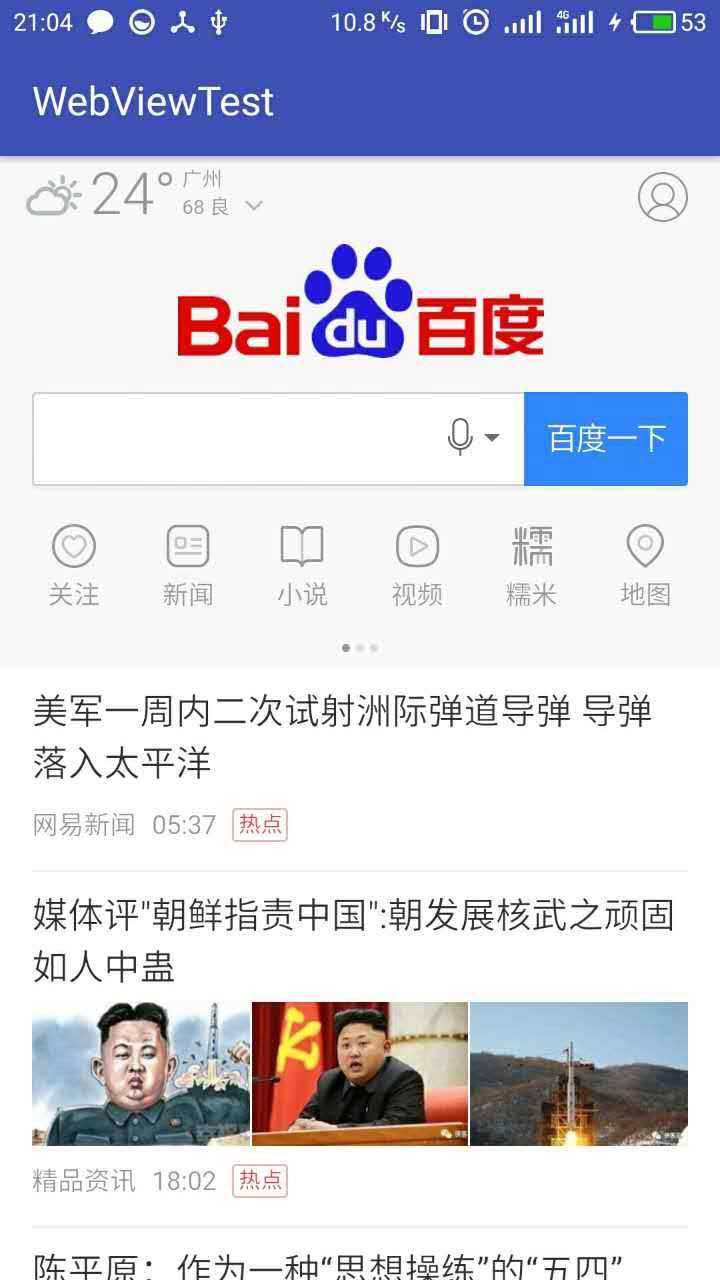 21:04 10.8 K/s 4G 53
WebViewTest
24° 广州
68 良
Bai du 百度
百度一下
糯
关注 新闻 小说 视频 糯米 地图
美军一周内二次试射洲际弹道导弹 导弹
落入太平洋
网易新闻 05:37 热点
媒体评"朝鲜指责中国":朝发展核武之顽固
如人中蛊
精品资讯 18:02 热点
陈平原：作为一种“思想操练”的“五四”